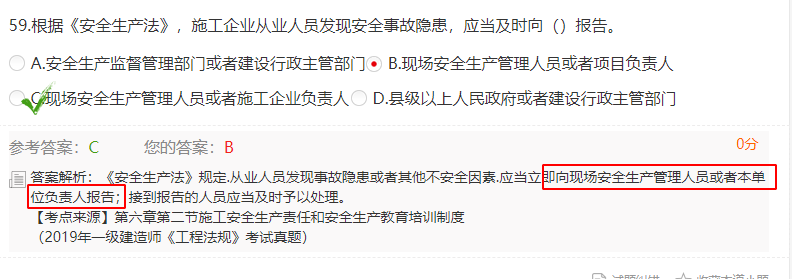 59.根据《安全生产法》，施工企业从业人员发现安全事故隐患，应当及时向（）报告。
A.安全生产监督管理部门或者建设行政主管部门 B.现场安全生产管理人员或者项目负责人
C.现场安全生产管理人员或者施工企业负责人 D.县级以上人民政府或者建设行政主管部门
参考答案：C 您的答案：B 0分
答案解析：《安全生产法》规定.从业人员发现事故隐患或者其他不安全因素.应当立即向现场安全生产管理人员或者本单
位负责人报告；接到报告的人员应当及时予以处理。
【考点来源】第六章第二节施工安全生产责任和安全生产教育培训制度
（2019年一级建造师《工程法规》考试真题）